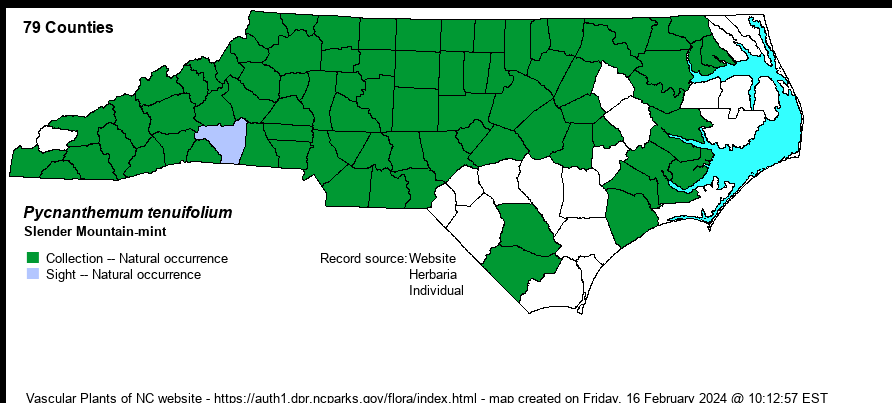 79 Counties
Pycnanthemum tenuifolium
Slender Mountain-mint
Collection -- Natural occurrence
Sight -- Natural occurrence
Record source: Website
Herbaria
Individual
Vascular Plants of NC website - https://auth1.dpr.ncparks.gov/flora/index.html - map created on Friday, 16 February 2024 @ 10:12:57 EST